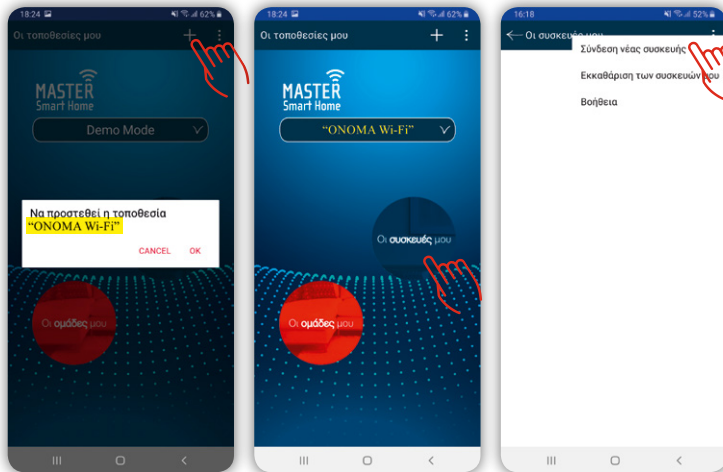 18:24
62%
Οι τοποθεσίες μου
MASTER
Smart Home
Demo Mode
Να προστεθεί η τοποθεσία
“ΟΝΟΜΑ Wi-Fi”
CANCEL OK
Οι ομάδες μου
18:24
62%
Οι τοποθεσίες μου
MASTER
Smart Home
“ΟΝΟΜΑ Wi-Fi”
Οι συσκευές μου
Οι ομάδες μου
16:18
52%
Οι συσκευές μου
Σύνδεση νέας συσκευής
Εκκαθάριση των συσκευών μου
Βοήθεια